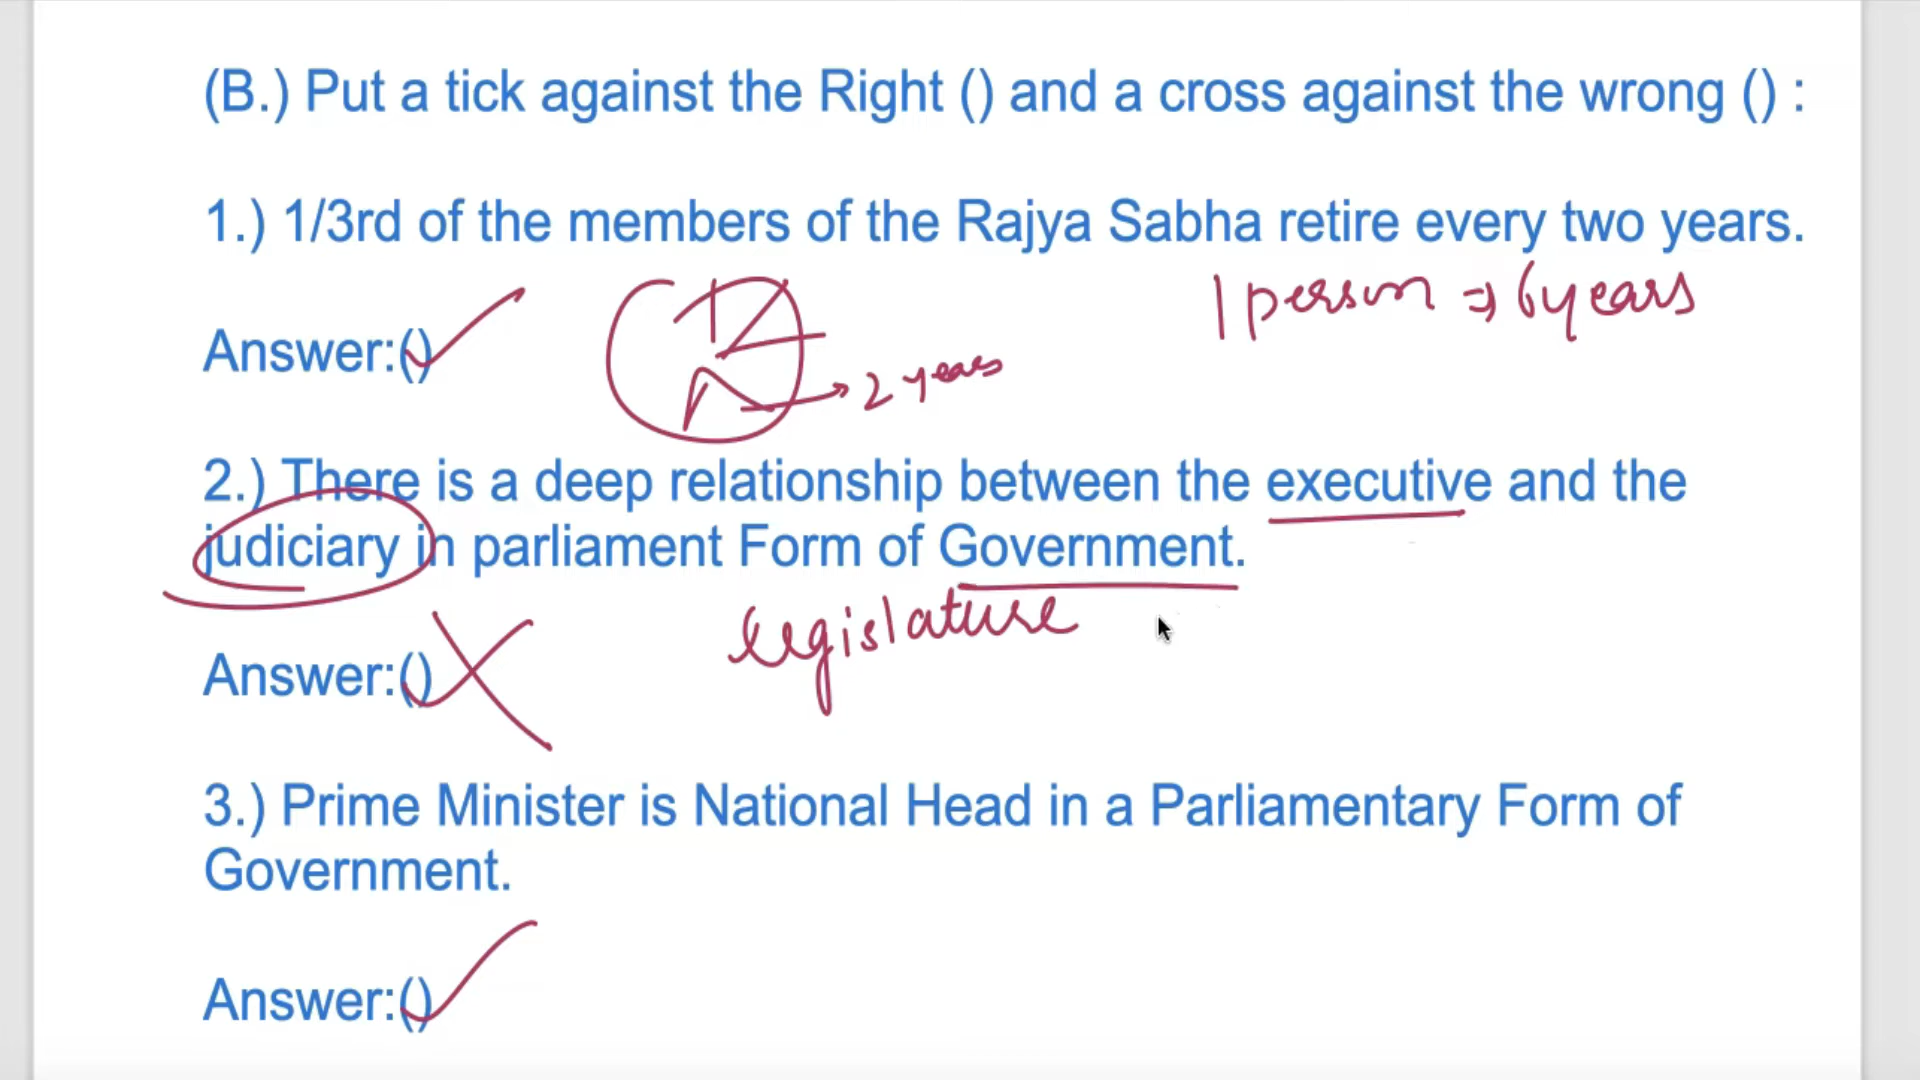 (B.) Put a tick against the Right () and a cross against the wrong () :
1.) 1/3rd of the members of the Rajya Sabha retire every two years.
1 person ⇒ 6 years
Answer:()
2 years
2.) There is a deep relationship between the executive and the
judiciary in parliament Form of Government.
legislature
Answer:()
3.) Prime Minister is National Head in a Parliamentary Form of
Government.
Answer:()